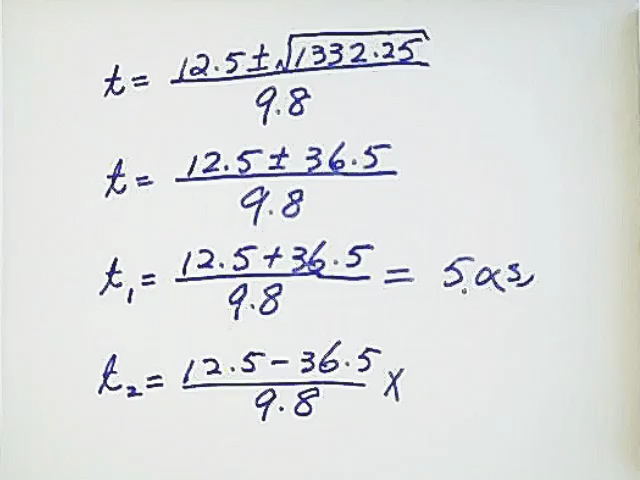 t = (12.5 ± √1332.25) / 9.8
t = (12.5 ± 36.5) / 9.8
t₁ = (12.5 + 36.5) / 9.8 = 5.0s
t₂ = (12.5 - 36.5) / 9.8 X